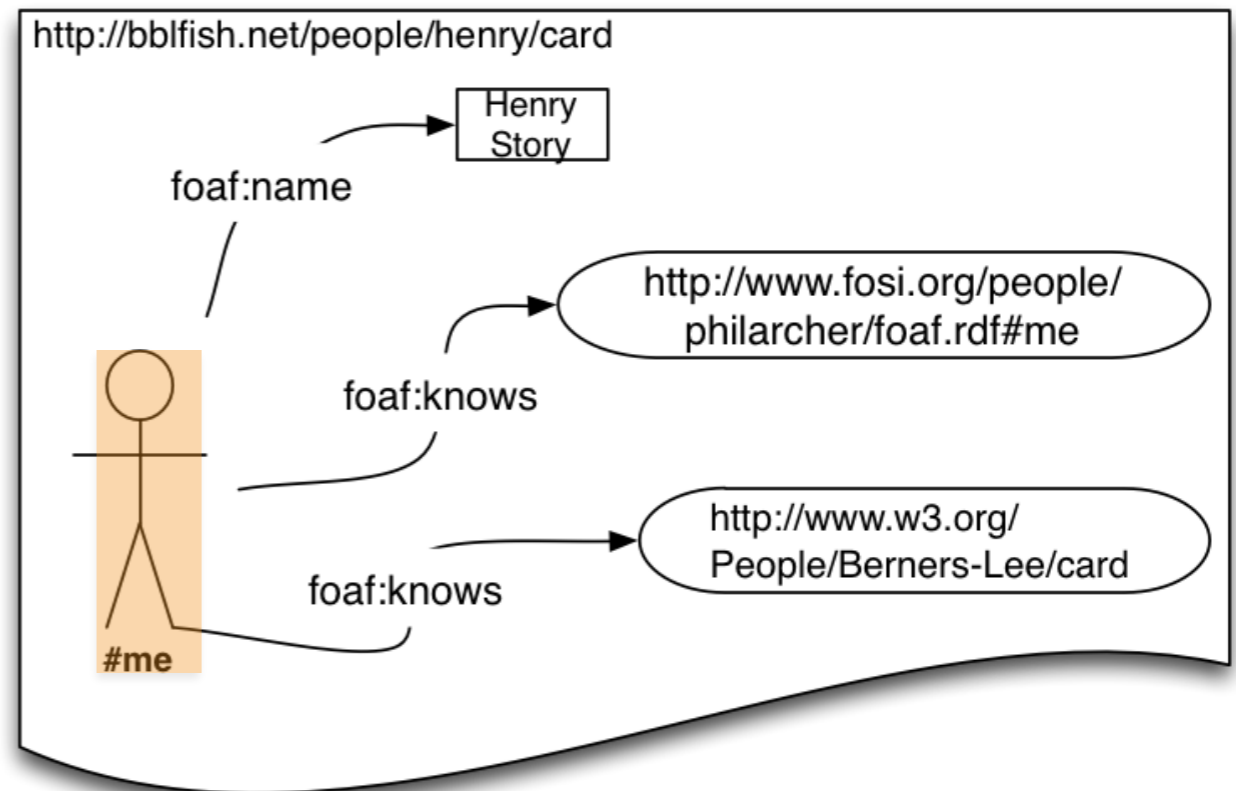 http://bblfish.net/people/henry/card
Henry
Story
foaf:name
http://www.fosi.org/people/
philarcher/foaf.rdf#me
foaf:knows
http://www.w3.org/
People/Berners-Lee/card
foaf:knows
#me